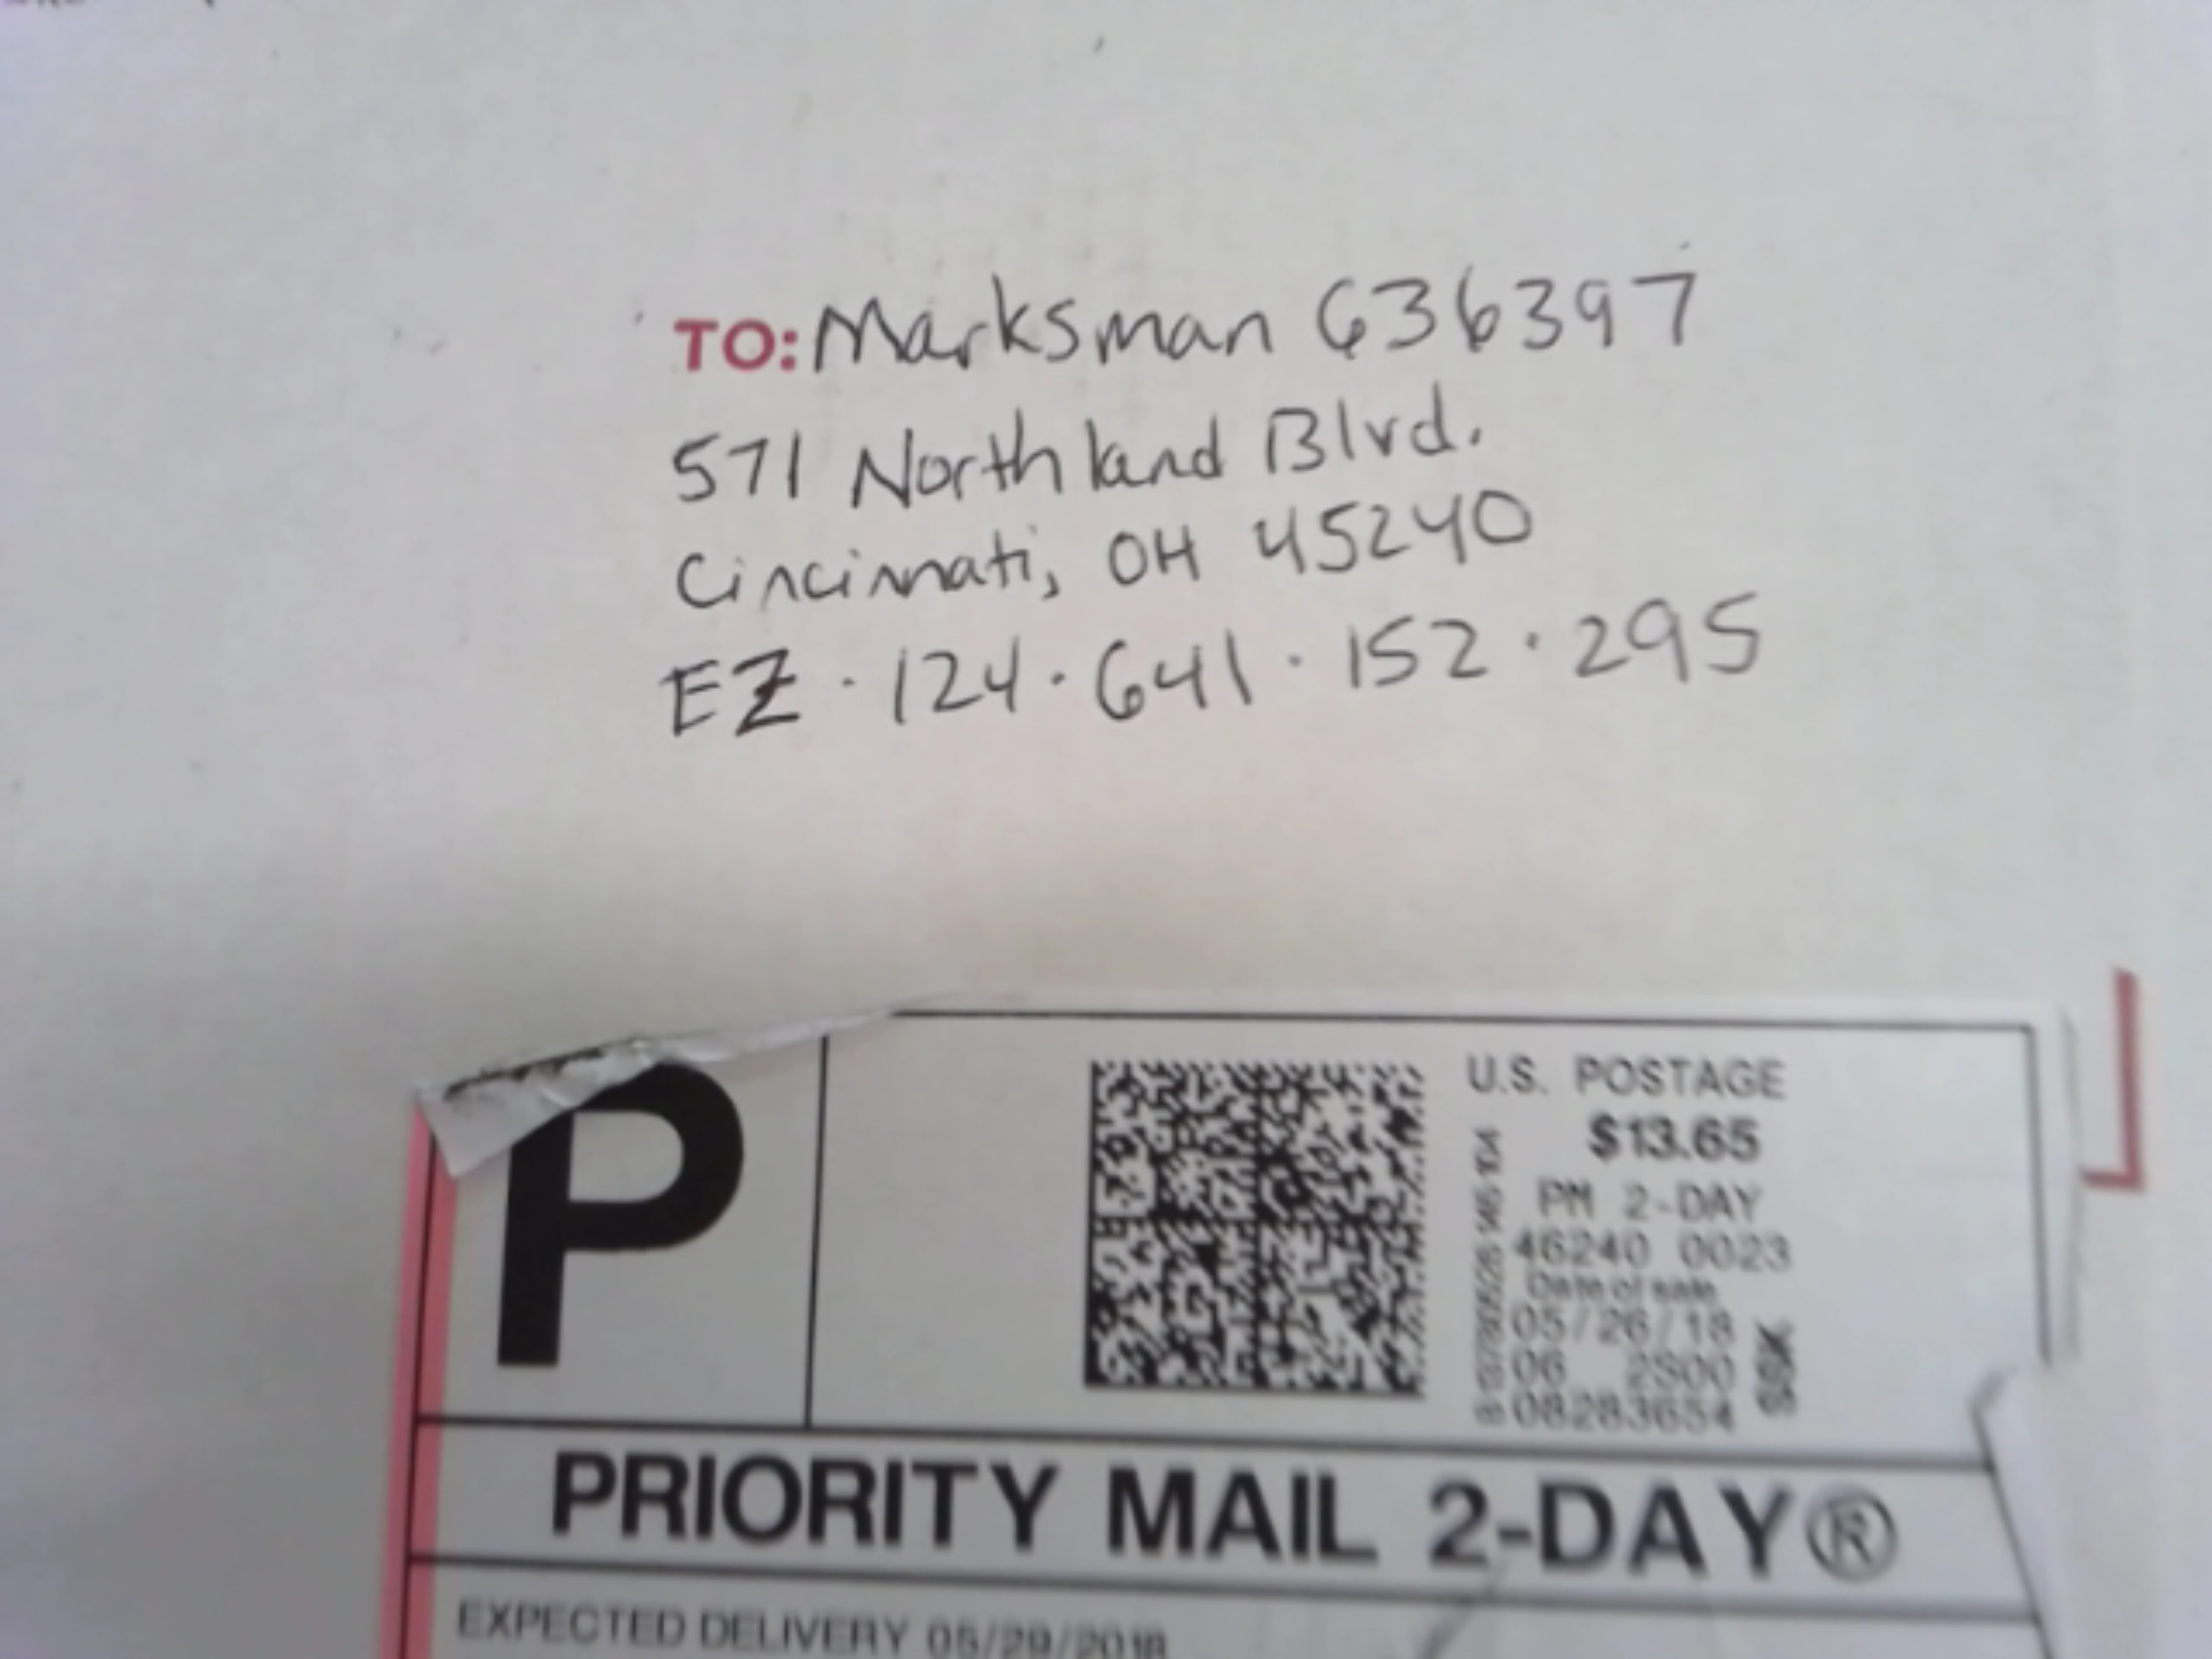 TO: Marksman 636397
571 Northland Blvd.
Cincinnati, OH 45240
EZ · 124 · 641 · 152 · 295
P
U.S. POSTAGE
$13.65
PM 2-DAY
46240 0023
Date of sale
05/26/18
06 2S00
08283654
SSK
PRIORITY MAIL 2-DAY®
EXPECTED DELIVERY 05/29/2018